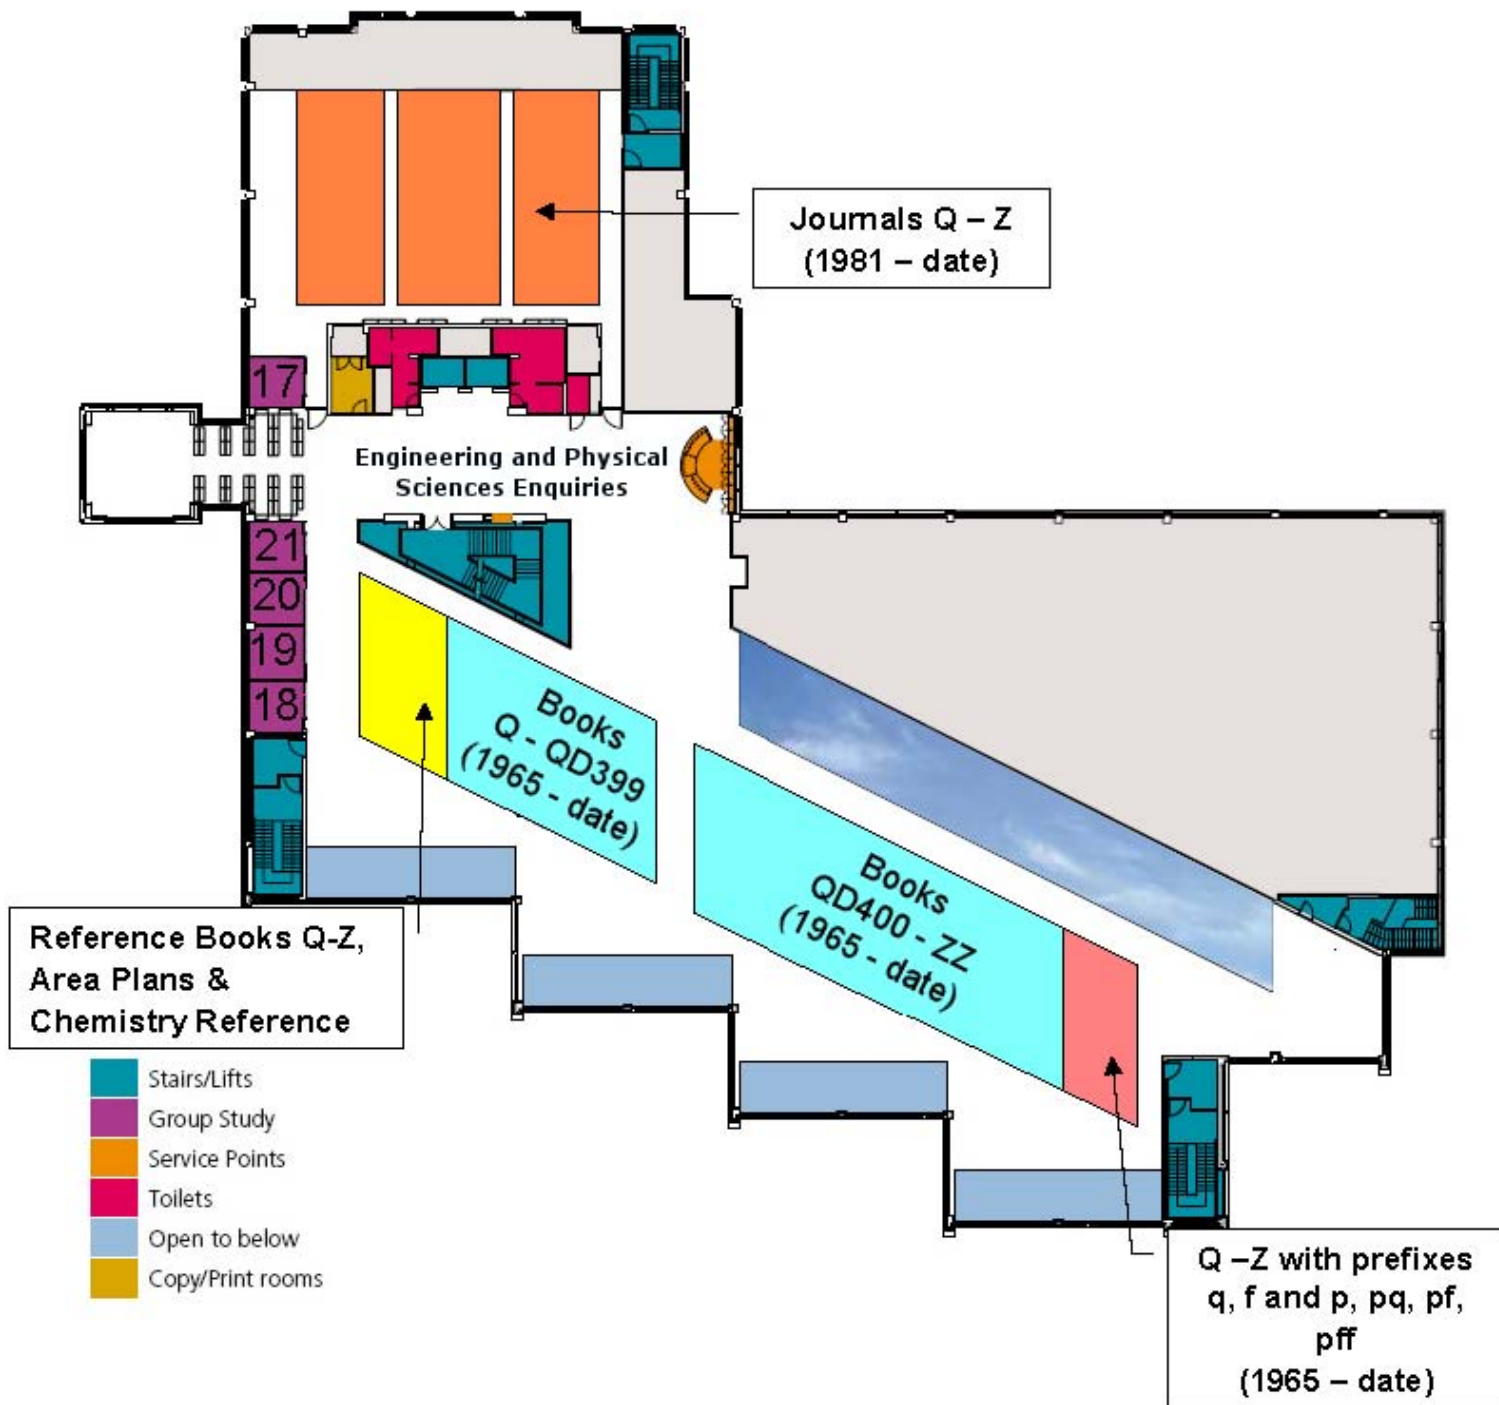 Journals Q – Z
(1981 – date)
17
Engineering and Physical
Sciences Enquiries
21
20
19
18
Books
Q - QD399
(1965 - date)
Books
QD400 - ZZ
(1965 - date)
Reference Books Q-Z,
Area Plans &
Chemistry Reference
Stairs/Lifts
Group Study
Service Points
Toilets
Open to below
Copy/Print rooms
Q –Z with prefixes
q, f and p, pq, pf,
pff
(1965 – date)